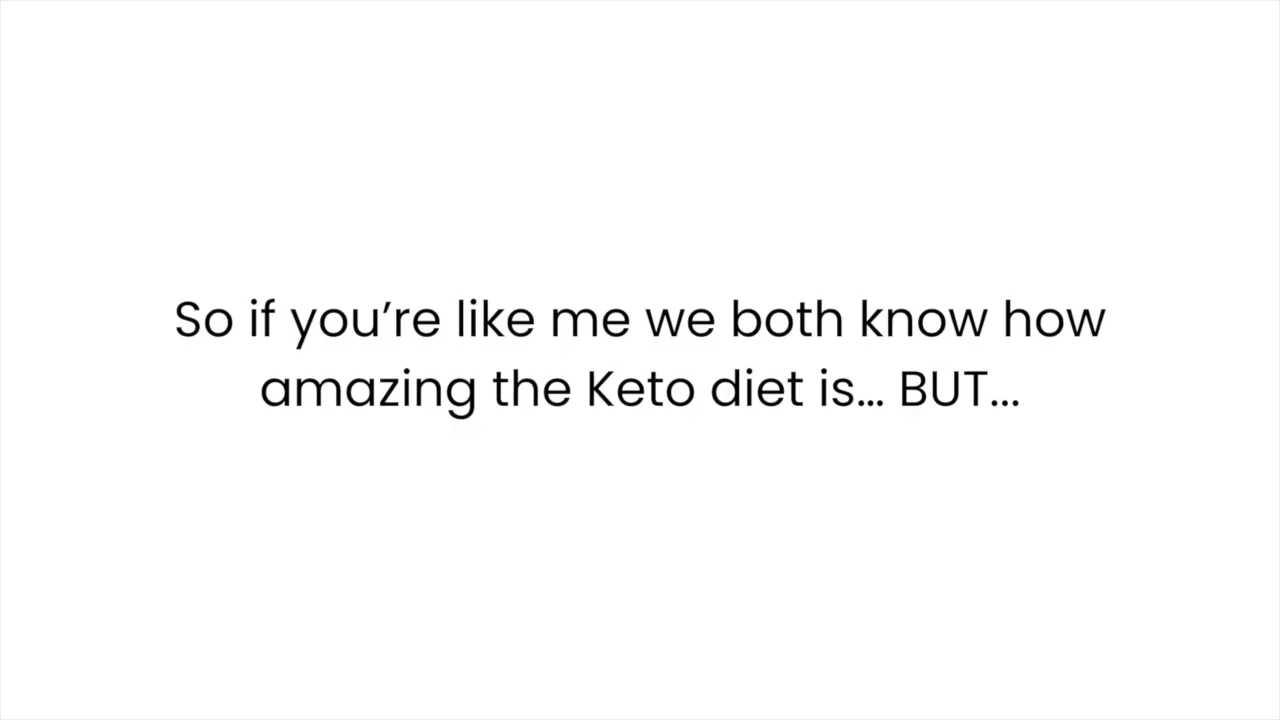 So if you’re like me we both know how
amazing the Keto diet is... BUT...